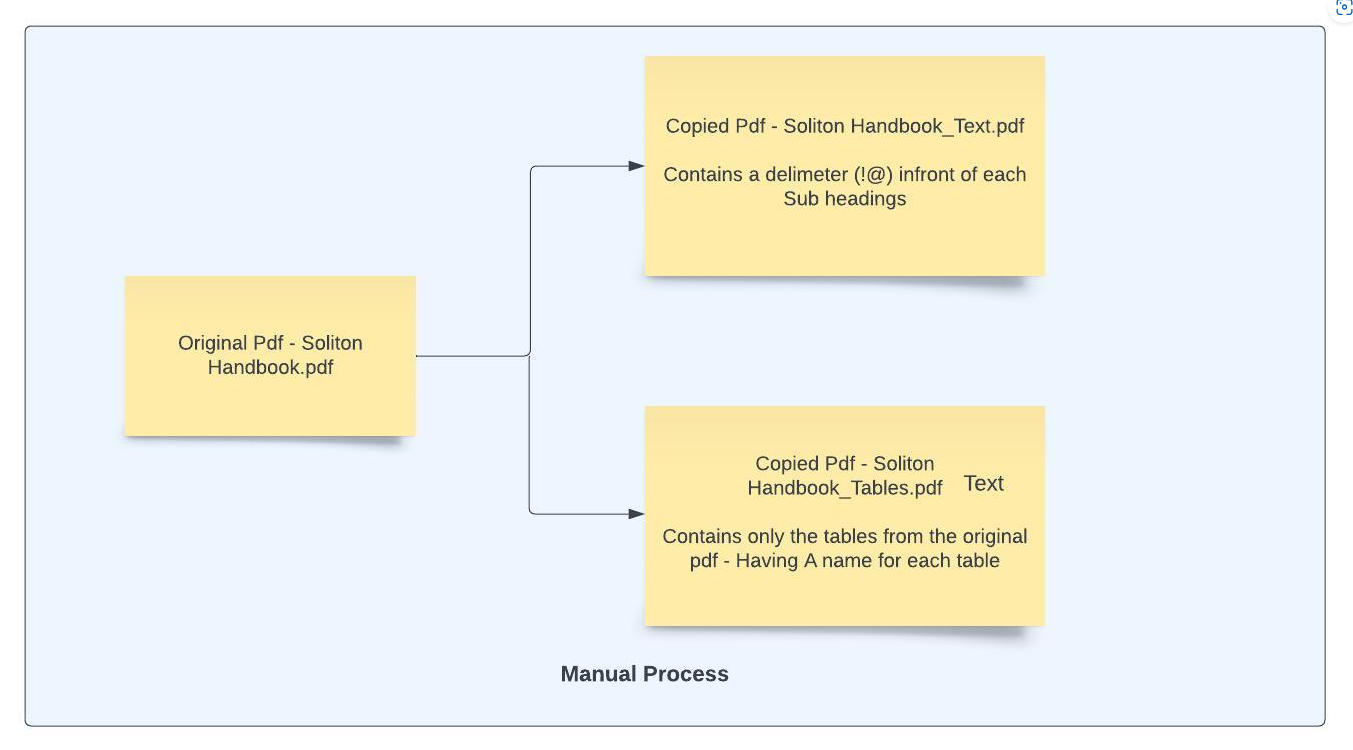 Copied Pdf - Soliton Handbook_Text.pdf
Contains a delimeter (!@) infront of each
Sub headings
Original Pdf - Soliton
Handbook.pdf
Copied Pdf - Soliton
Handbook_Tables.pdf
Text
Contains only the tables from the original
pdf - Having A name for each table
Manual Process